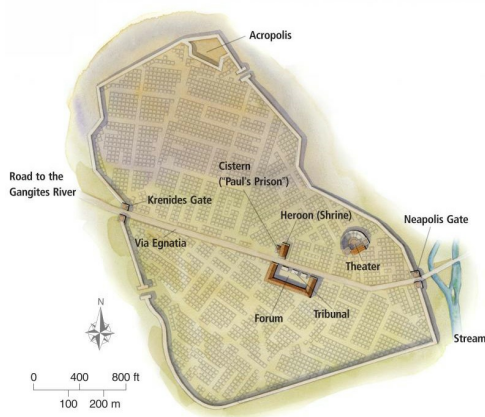 Acropolis
Cistern
("Paul's Prison")
Road to the
Gangites River
Krenides Gate
Heroon (Shrine)
Neapolis Gate
Via Egnatia
Theater
Forum
Tribunal
Stream
N
0 400 800 ft
100 200 m